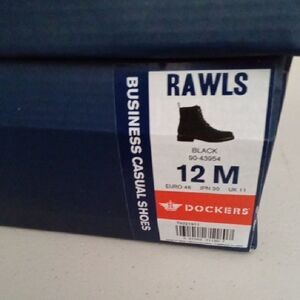 BUSINESS CASUAL SHOES
RAWLS
BLACK
90-43954
12 M
EURO 46 JPN 30 UK 11
DOCKERS